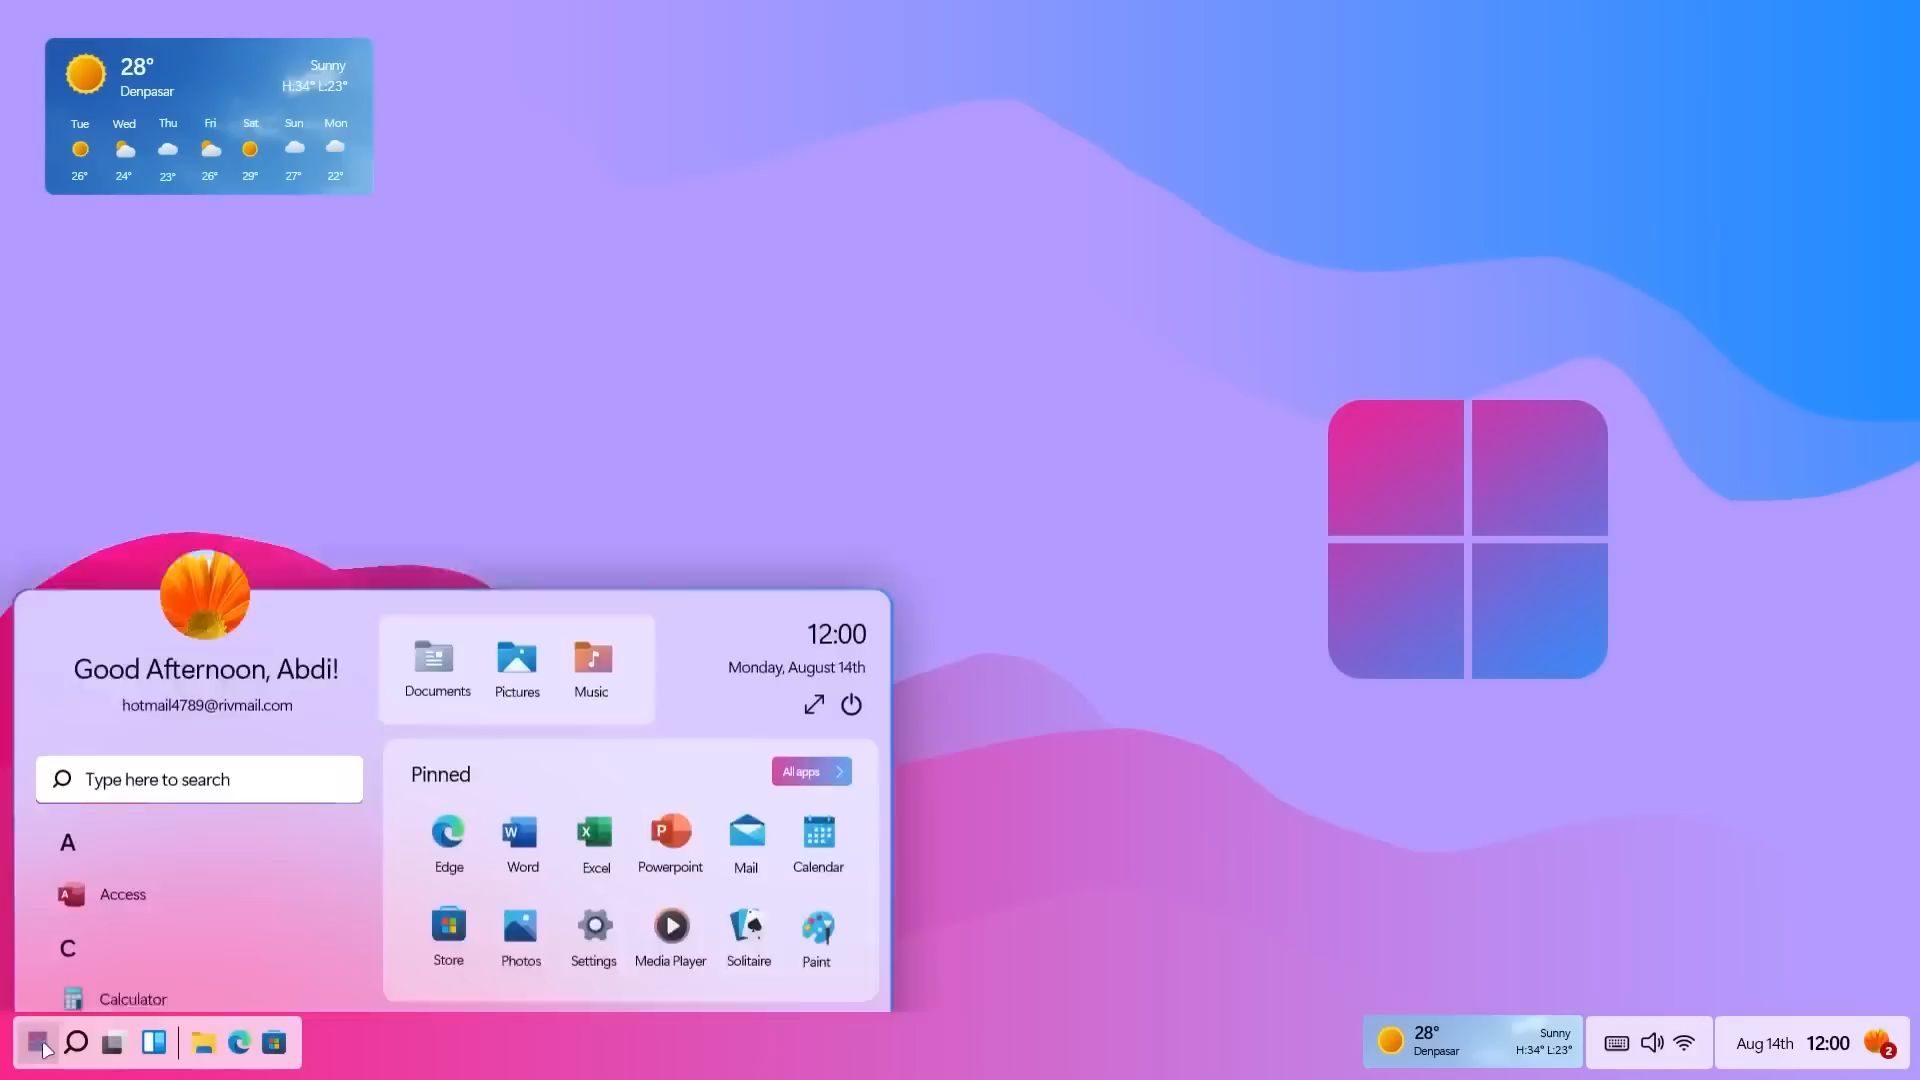 28°
Sunny
Denpasar
H:34° L:23°
Tue Wed Thu Fri Sat Sun Mon
26° 24° 23° 26° 29° 27° 22°
Good Afternoon, Abdi!
hotmail4789@rivmail.com
Type here to search
A
Access
C
Calculator
Documents Pictures Music
12:00
Monday, August 14th
Pinned
All apps
Edge Word Excel Powerpoint Mail Calendar
Store Photos Settings Media Player Solitaire Paint
28°
Denpasar
Sunny
H:34° L:23°
Aug 14th 12:00
2